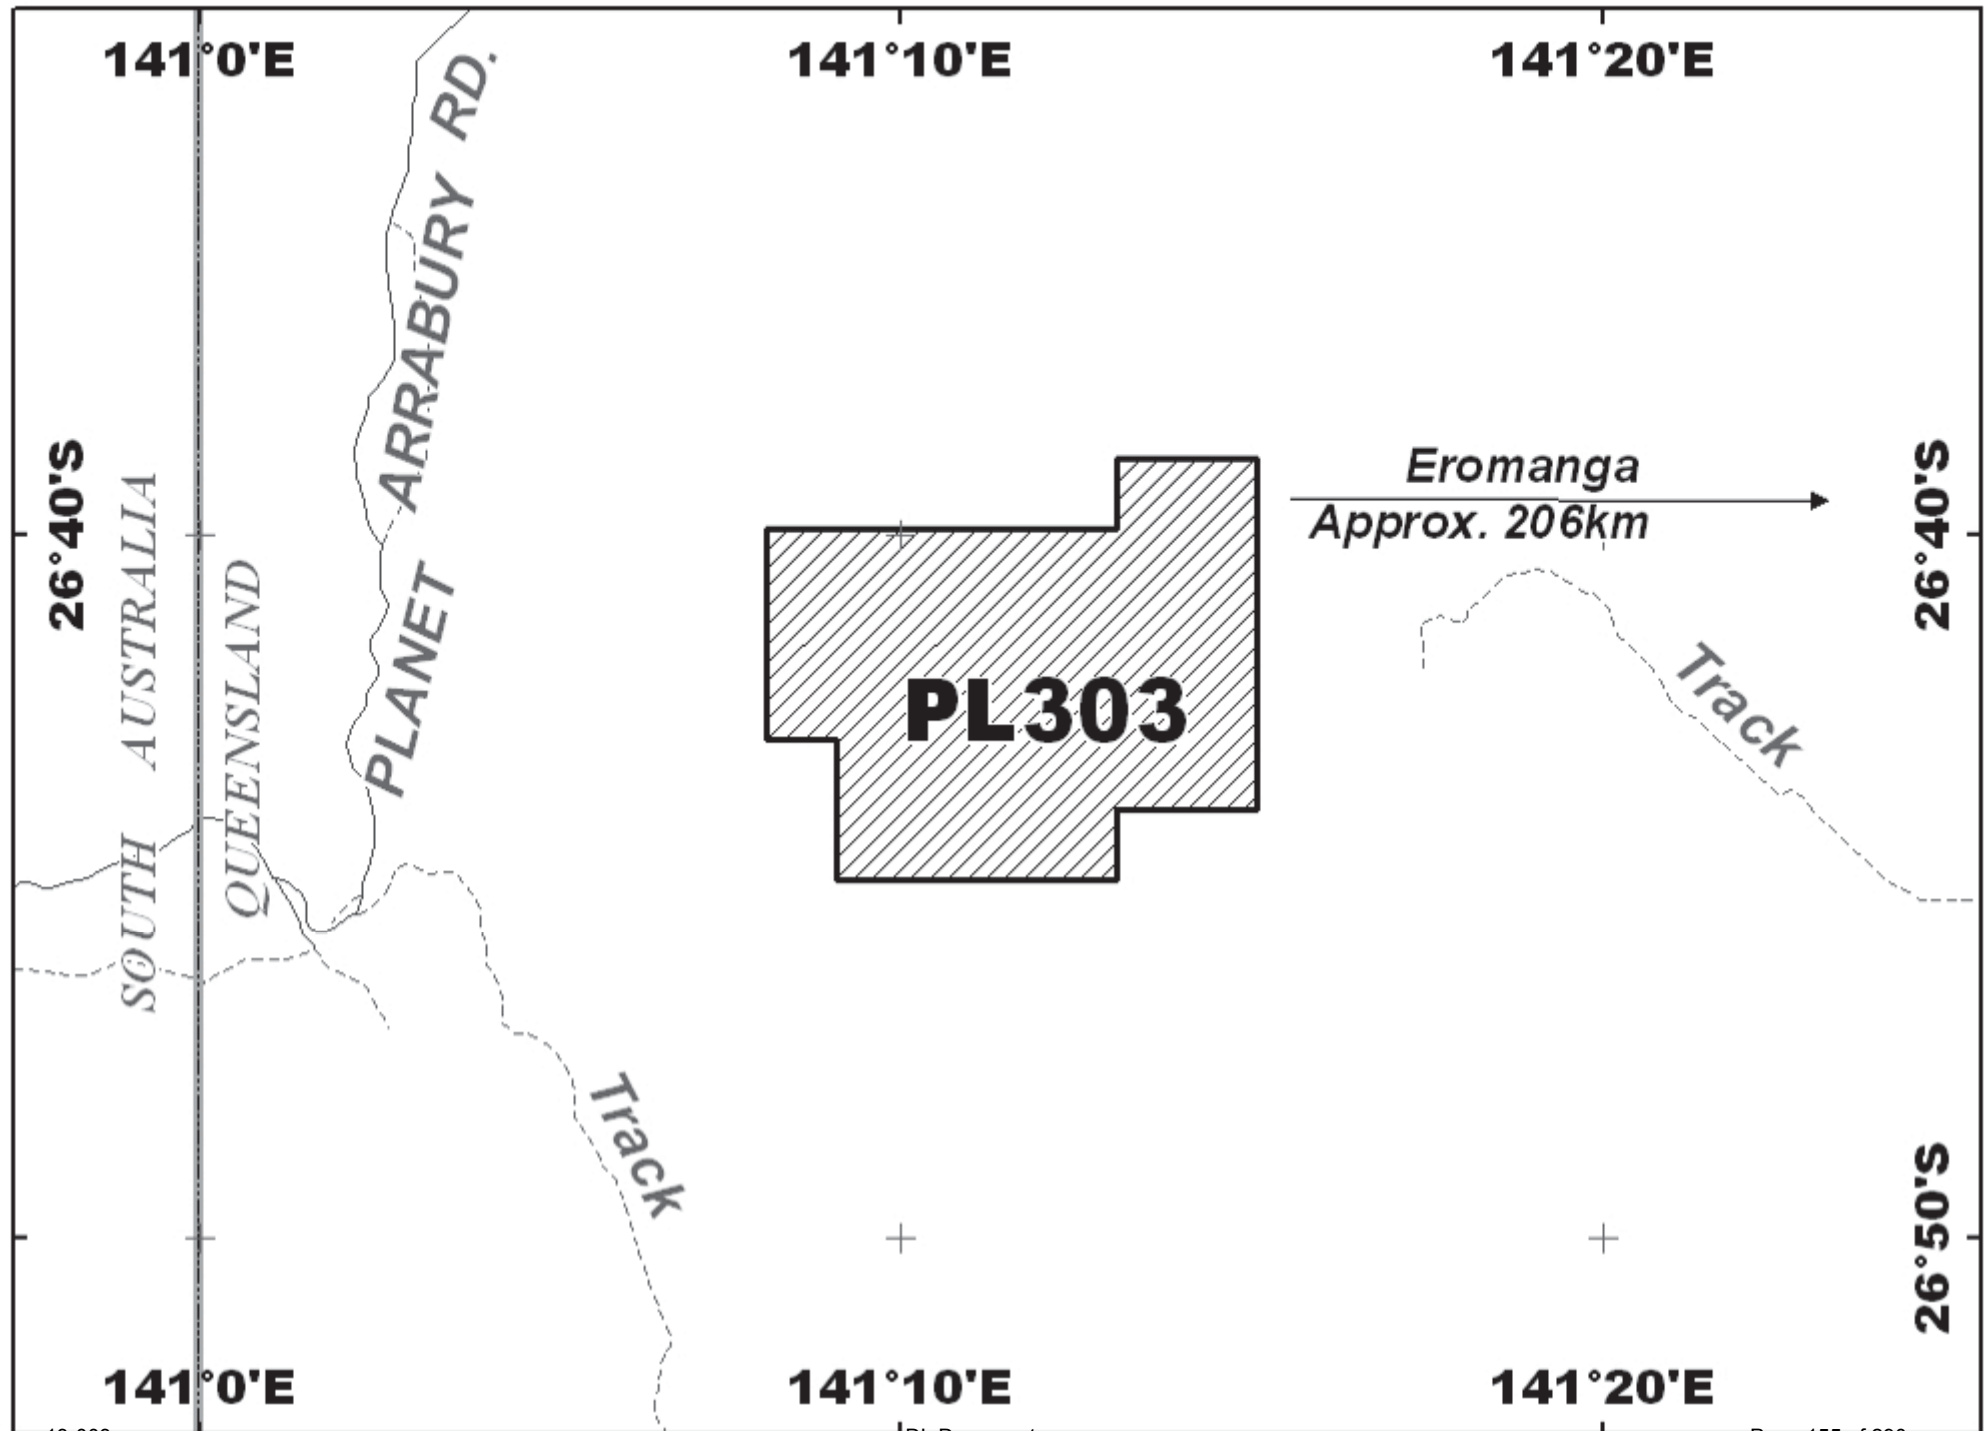 141°0'E
141°10'E
141°20'E
PLANET ARRABURY RD.
26°40'S
SOUTH AUSTRALIA
QUEENSLAND
Eromanga
Approx. 206km
26°40'S
PL303
Track
Track
26°50'S
141°0'E
141°10'E
141°20'E